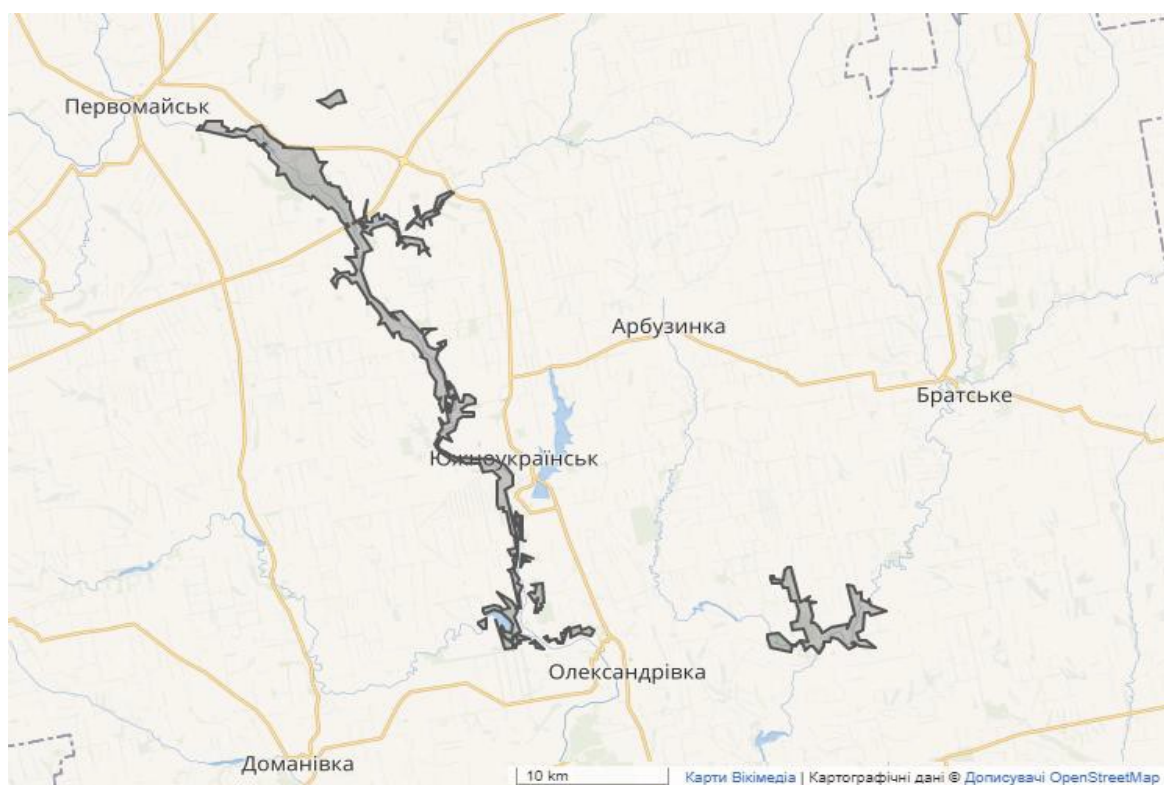 Первомайськ
Арбузинка
Братське
Южноукраїнськ
Олександрівка
Доманівка
10 km
Карти Вікімедіа | Картографічні дані © Дописувачі OpenStreetMap